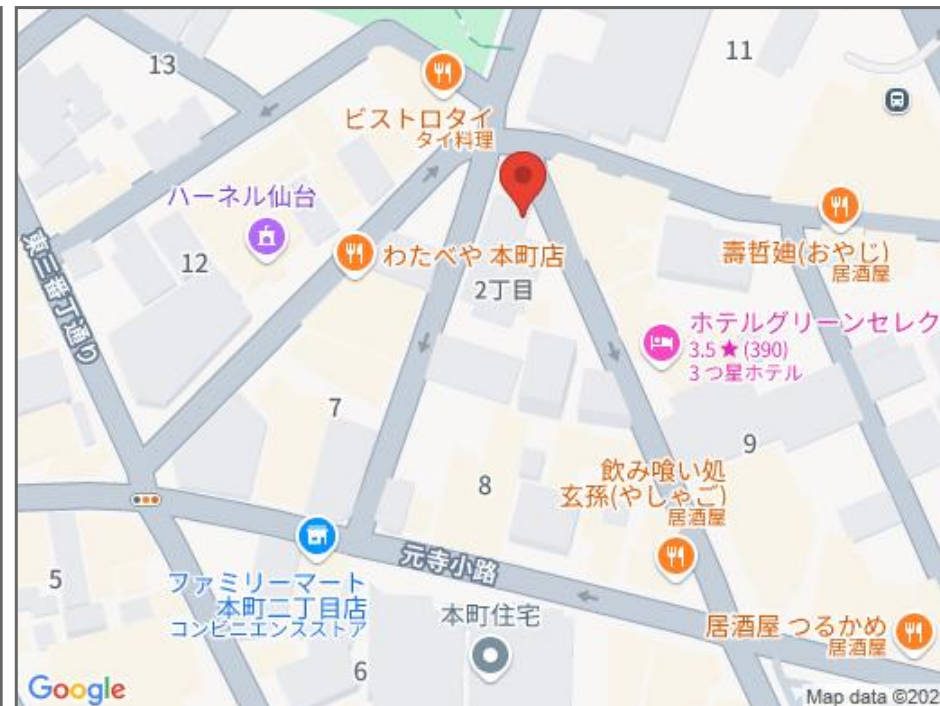 13
11
ビストロタイ
タイ料理
ハーネル仙台
12
わたべや 本町店
2丁目
壽哲廸(おやじ)
居酒屋
東三番丁通り
ホテルグリーンセレク
3.5★(390)
3 つ星ホテル
7
9
8
飲み喰い処
玄孫(やしゃご)
居酒屋
元寺小路
5
ファミリーマート
本町二丁目店
コンビニエンスストア
本町住宅
居酒屋 つるかめ
居酒屋
6
Google
Map data ©202